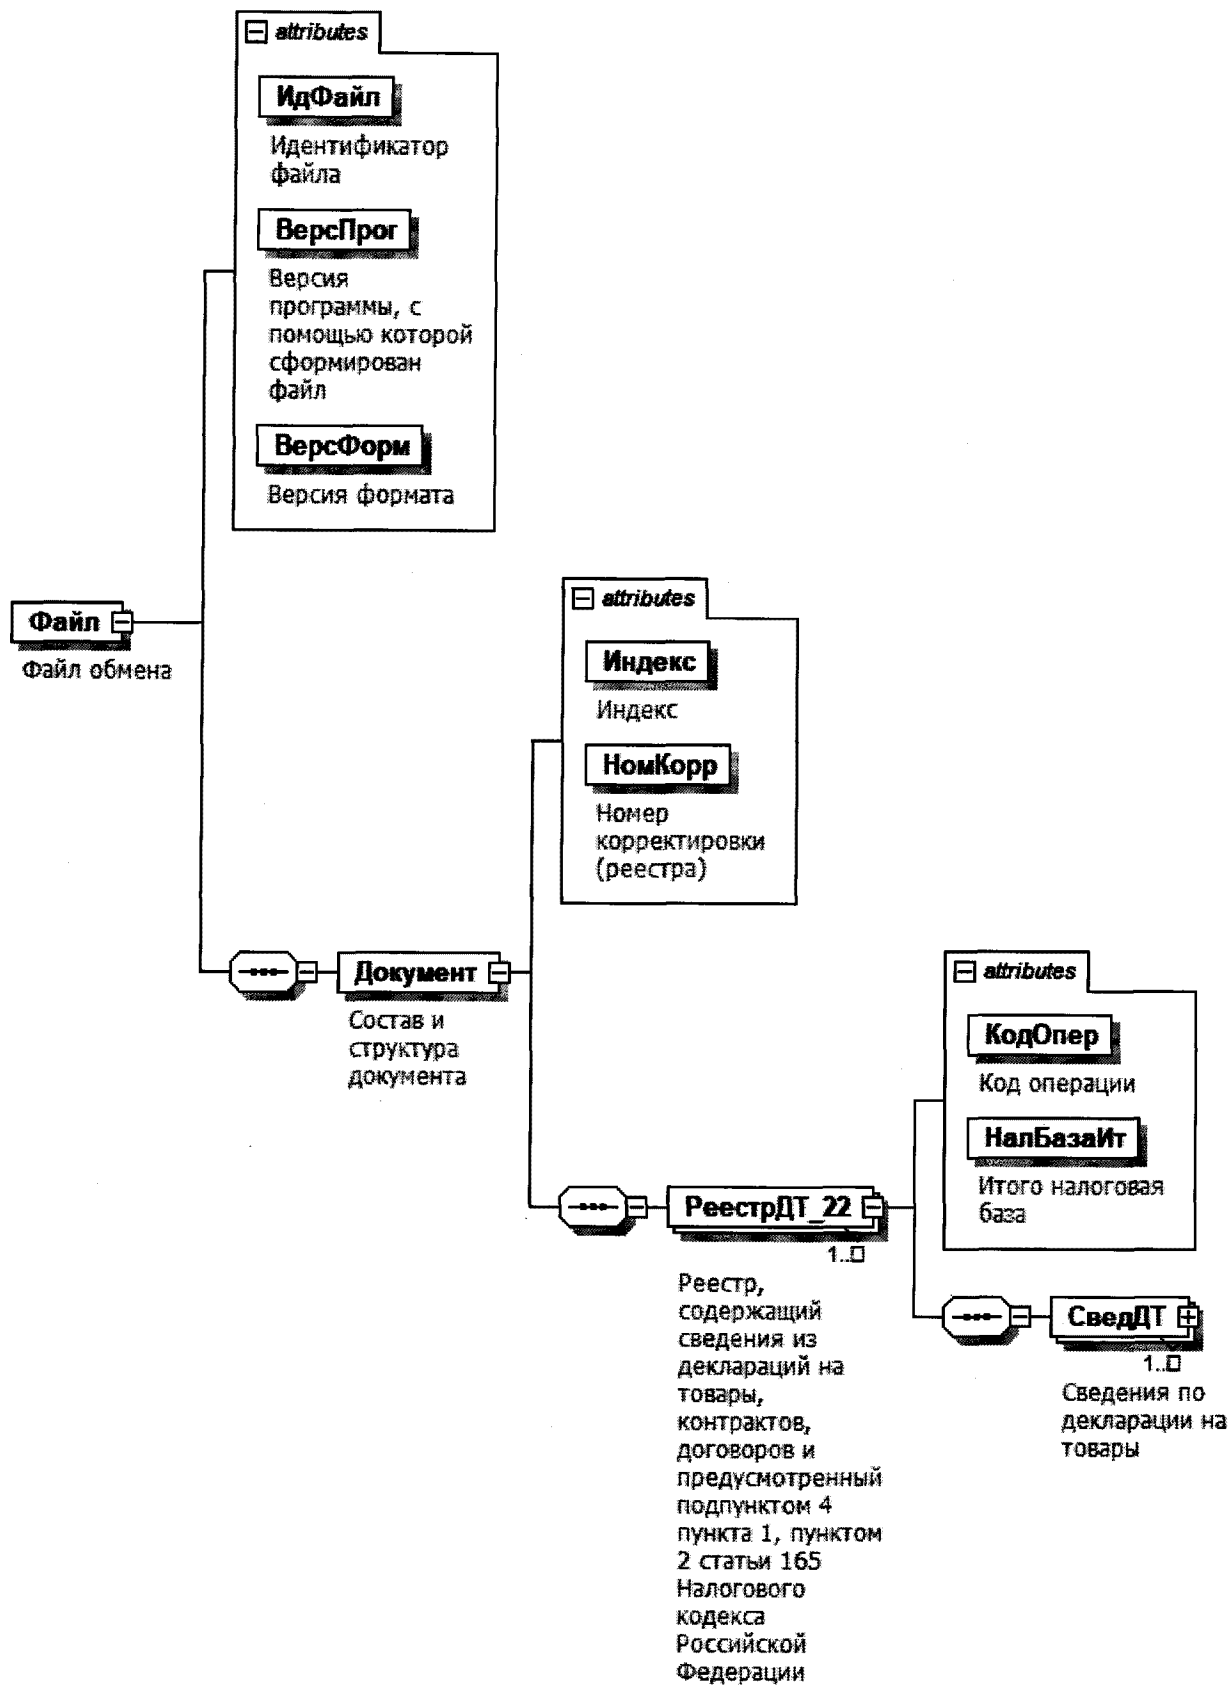 attributes
ИдФайл
Идентификатор
файла
ВерсПрог
Версия
программы, с
помощью которой
сформирован
файл
ВерсФорм
Версия формата
Файл
Файл обмена
attributes
Индекс
Индекс
НомКорр
Номер
корректировки
(реестра)
Документ
Состав и
структура
документа
attributes
КодОпер
Код операции
НалБазаИт
Итого налоговая
база
РеестрДТ_22
1..□
Реестр,
содержащий
сведения из
деклараций на
товары,
контрактов,
договоров и
предусмотренный
подпунктом 4
пункта 1, пунктом
2 статьи 165
Налогового
кодекса
Российской
Федерации
СведДТ
1..□
Сведения по
декларации на
товары